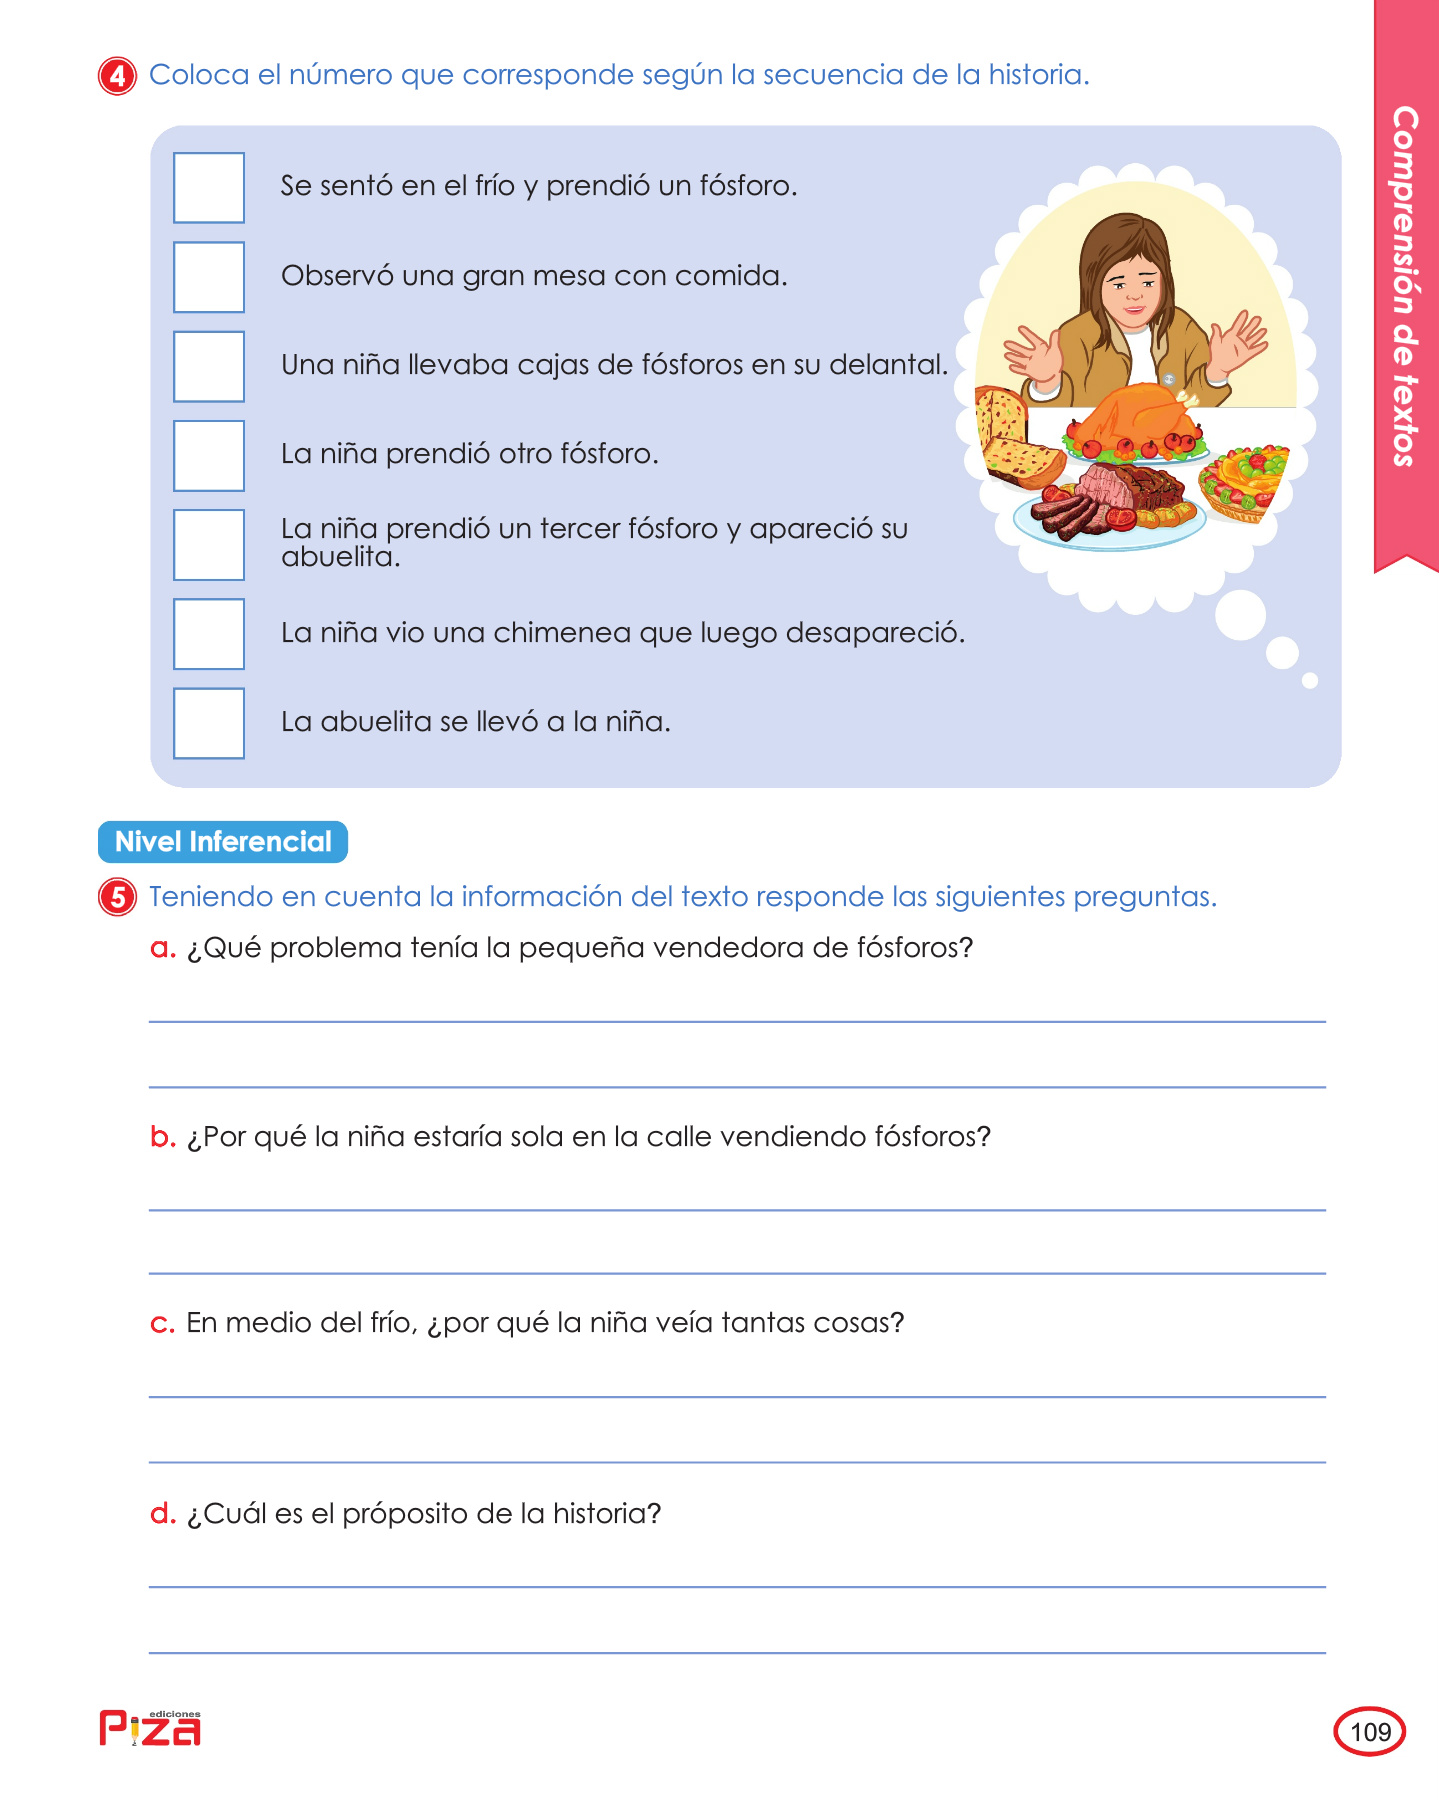 4 Coloca el número que corresponde según la secuencia de la historia.
Se sentó en el frío y prendió un fósforo.
Observó una gran mesa con comida.
Una niña llevaba cajas de fósforos en su delantal.
La niña prendió otro fósforo.
La niña prendió un tercer fósforo y apareció su
abuelita.
La niña vio una chimenea que luego desapareció.
La abuelita se llevó a la niña.
Comprensión de textos
Nivel Inferencial
5 Teniendo en cuenta la información del texto responde las siguientes preguntas.
a. ¿Qué problema tenía la pequeña vendedora de fósforos?
b. ¿Por qué la niña estaría sola en la calle vendiendo fósforos?
c. En medio del frío, ¿por qué la niña veía tantas cosas?
d. ¿Cuál es el próposito de la historia?
ediciones
Piza
109